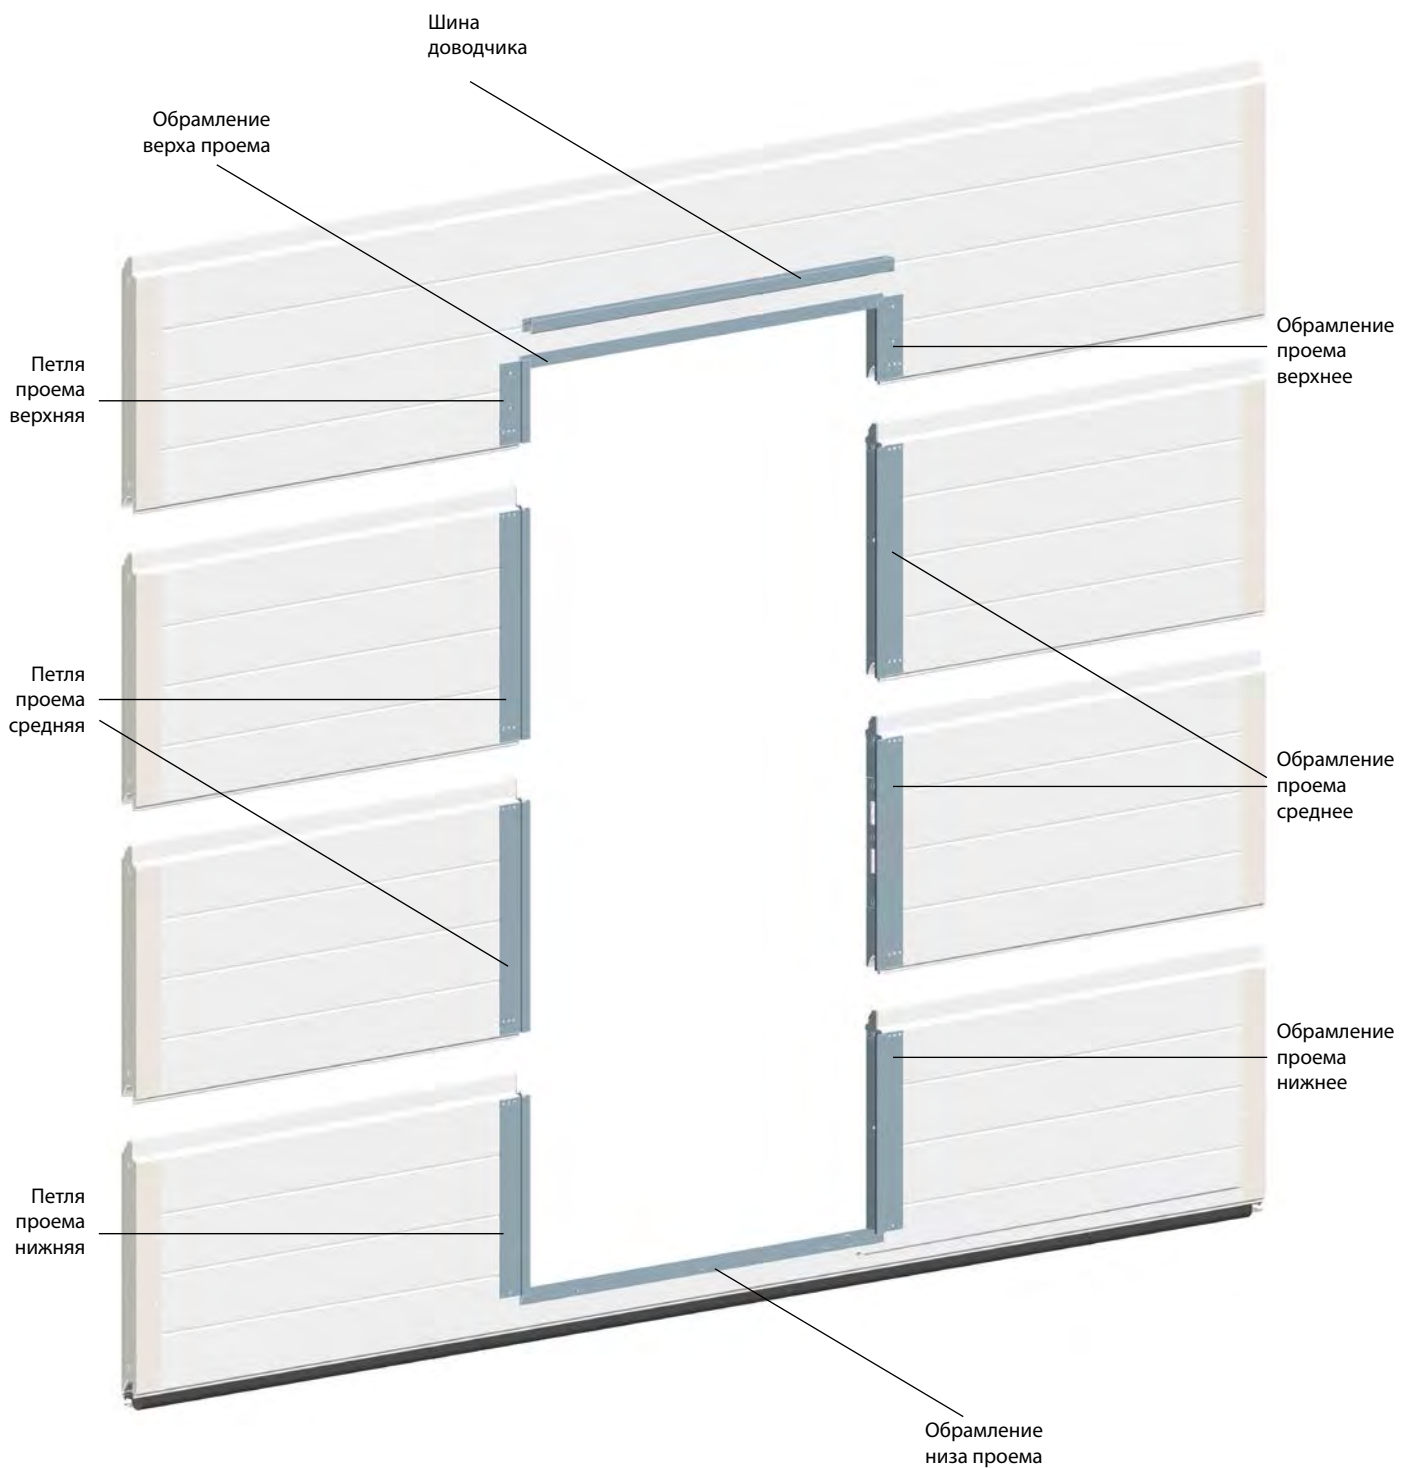 Шина
доводчика
Обрамление
верха проема
Обрамление
проема
верхнее
Петля
проема
верхняя
Петля
проема
средняя
Обрамление
проема
среднее
Обрамление
проема
нижнее
Петля
проема
нижняя
Обрамление
низа проема